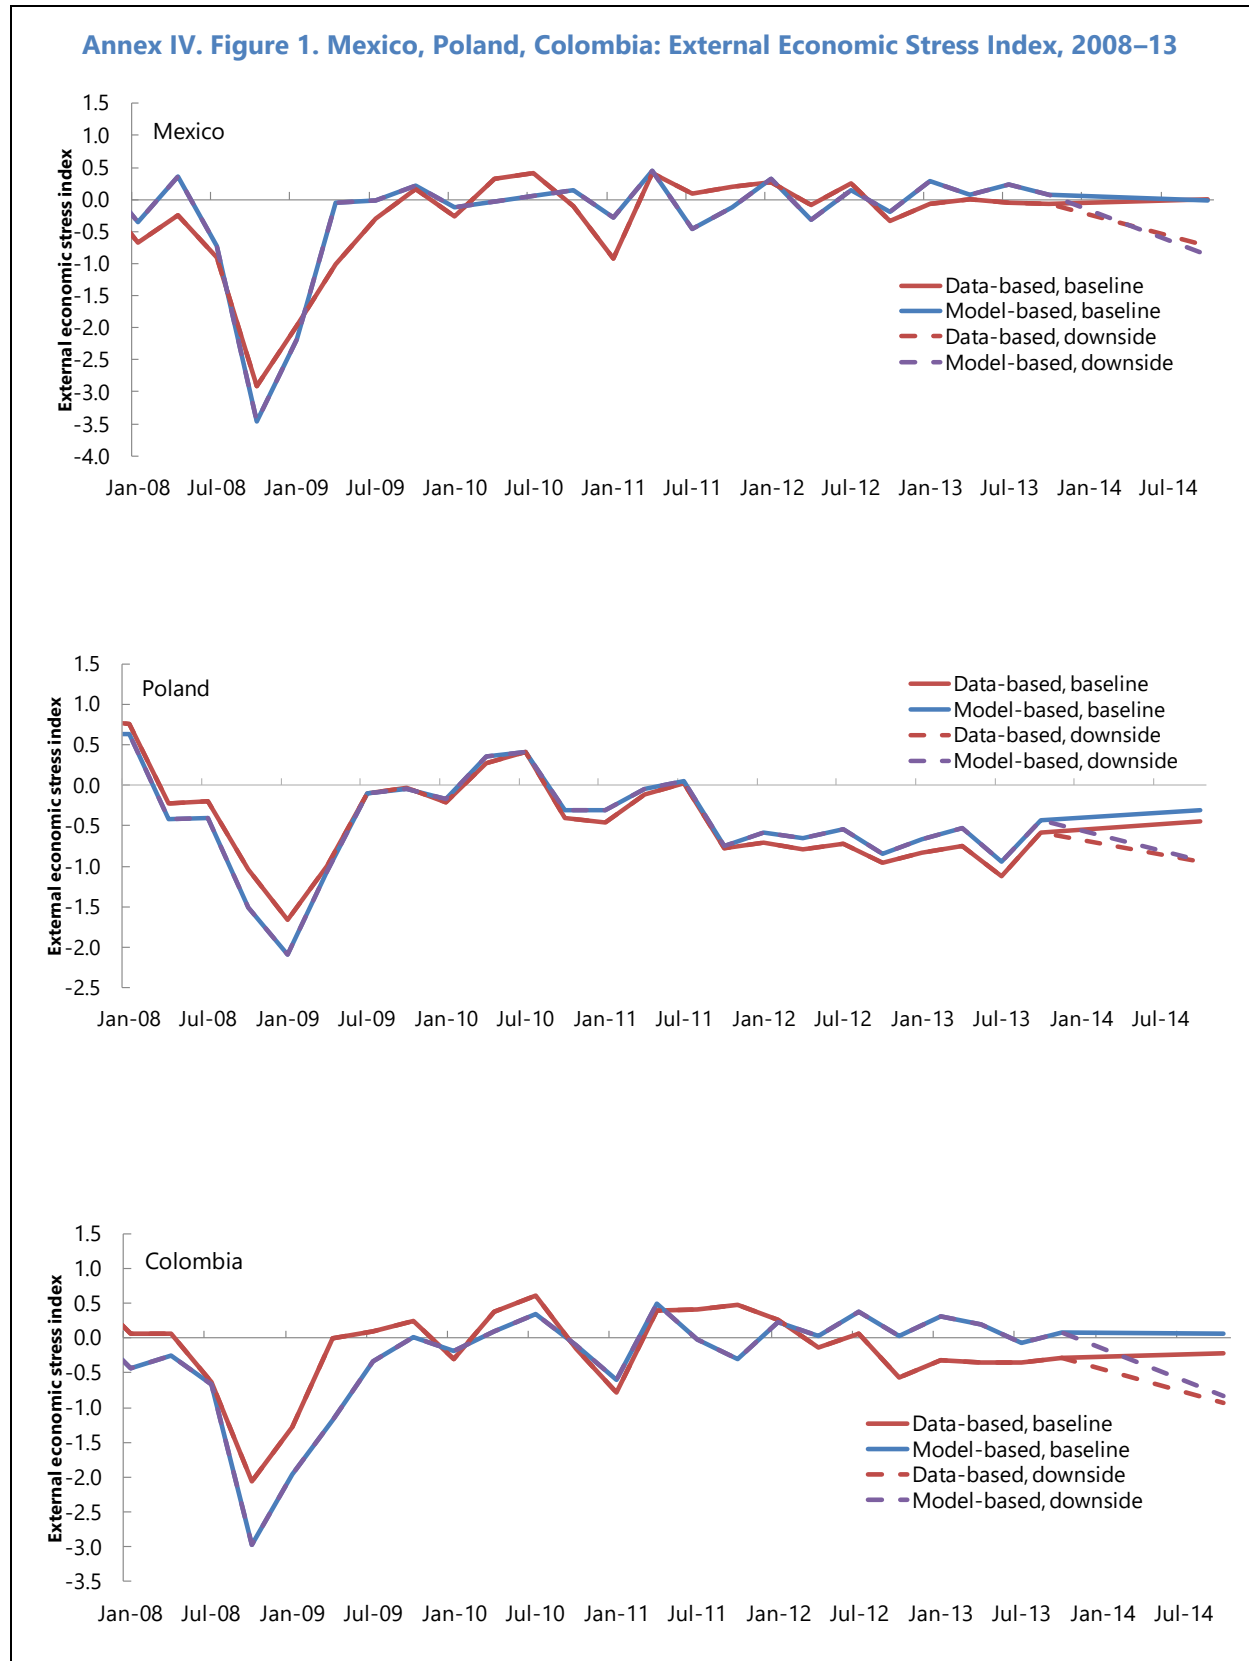 Annex IV. Figure 1. Mexico, Poland, Colombia: External Economic Stress Index, 2008–13
External economic stress index
Mexico
1.5
1.0
0.5
0.0
-0.5
-1.0
-1.5
-2.0
-2.5
-3.0
-3.5
-4.0
Data-based, baseline
Model-based, baseline
Data-based, downside
Model-based, downside
Jan-08 Jul-08 Jan-09 Jul-09 Jan-10 Jul-10 Jan-11 Jul-11 Jan-12 Jul-12 Jan-13 Jul-13 Jan-14 Jul-14
External economic stress index
Poland
1.5
1.0
0.5
0.0
-0.5
-1.0
-1.5
-2.0
-2.5
Data-based, baseline
Model-based, baseline
Data-based, downside
Model-based, downside
Jan-08 Jul-08 Jan-09 Jul-09 Jan-10 Jul-10 Jan-11 Jul-11 Jan-12 Jul-12 Jan-13 Jul-13 Jan-14 Jul-14
External economic stress index
Colombia
1.5
1.0
0.5
0.0
-0.5
-1.0
-1.5
-2.0
-2.5
-3.0
-3.5
Data-based, baseline
Model-based, baseline
Data-based, downside
Model-based, downside
Jan-08 Jul-08 Jan-09 Jul-09 Jan-10 Jul-10 Jan-11 Jul-11 Jan-12 Jul-12 Jan-13 Jul-13 Jan-14 Jul-14